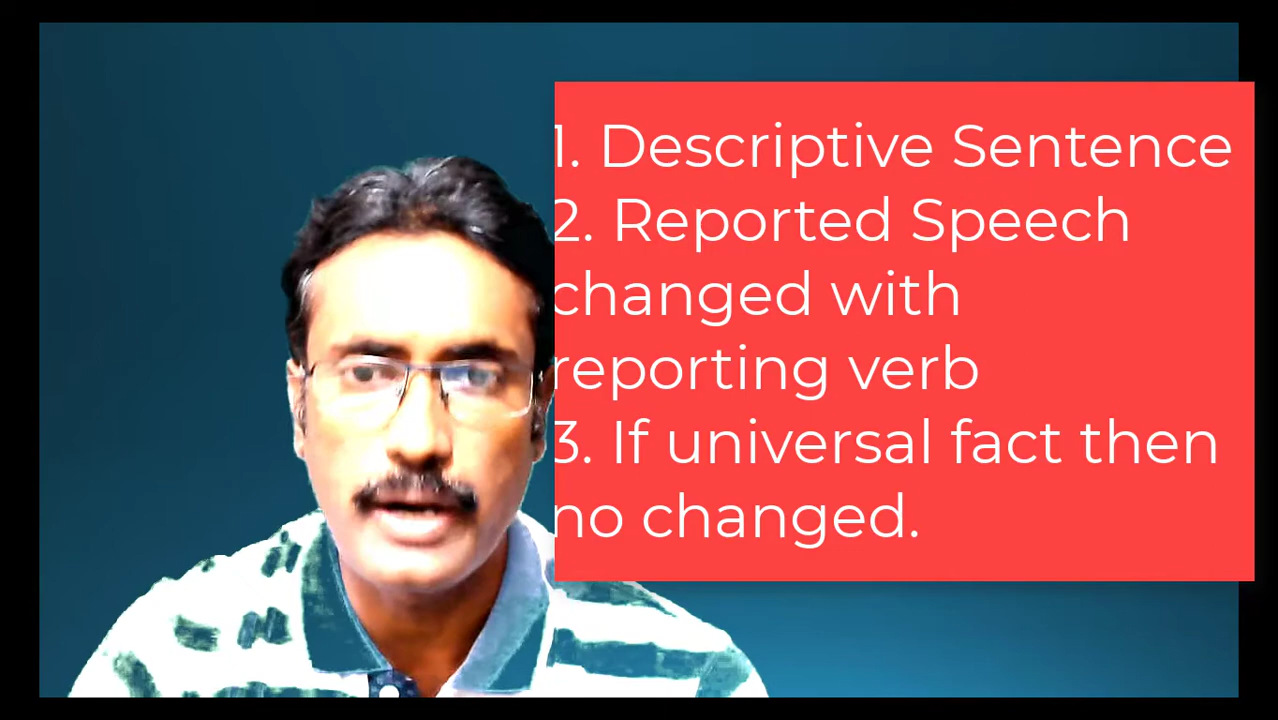 1. Descriptive Sentence
2. Reported Speech
changed with
reporting verb
3. If universal fact then
no changed.